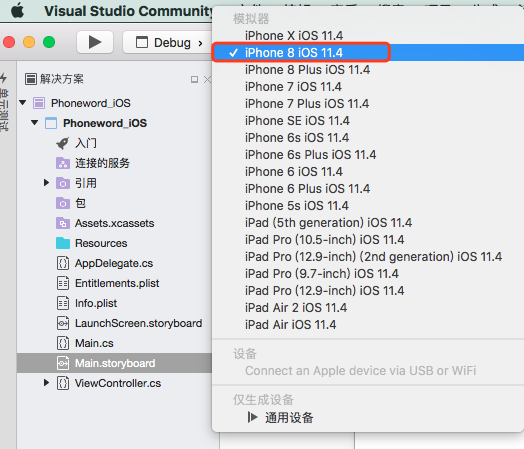 Visual Studio Community
Debug
模拟器
iPhone X iOS 11.4
iPhone 8 iOS 11.4
iPhone 8 Plus iOS 11.4
iPhone 7 iOS 11.4
iPhone 7 Plus iOS 11.4
iPhone SE iOS 11.4
iPhone 6s iOS 11.4
iPhone 6s Plus iOS 11.4
iPhone 6 iOS 11.4
iPhone 6 Plus iOS 11.4
iPhone 5s iOS 11.4
iPad (5th generation) iOS 11.4
iPad Pro (10.5-inch) iOS 11.4
iPad Pro (12.9-inch) (2nd generation) iOS 11.4
iPad Pro (9.7-inch) iOS 11.4
iPad Pro (12.9-inch) iOS 11.4
iPad Air 2 iOS 11.4
iPad Air iOS 11.4
设备
Connect an Apple device via USB or WiFi
仅生成设备
通用设备
单元测试
解决方案
Phoneword_iOS
Phoneword_iOS
入门
连接的服务
引用
包
Assets.xcassets
Resources
AppDelegate.cs
Entitlements.plist
Info.plist
LaunchScreen.storyboard
Main.cs
Main.storyboard
ViewController.cs